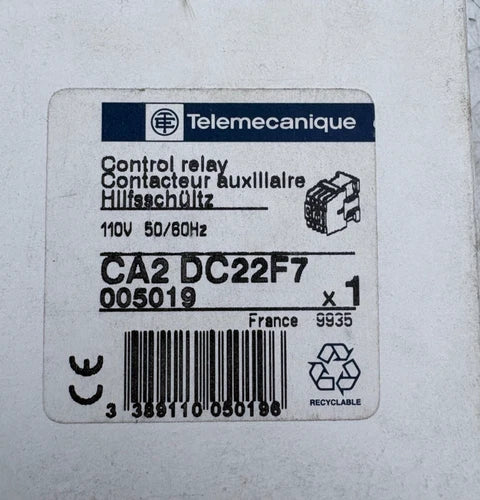 Telemecanique
Control relay
Contacteur auxiliaire
Hilfsschültz
110V 50/60Hz
CA2 DC22F7
005019 x 1
France 9935
CE
3 389110 050196
RECYCLABLE